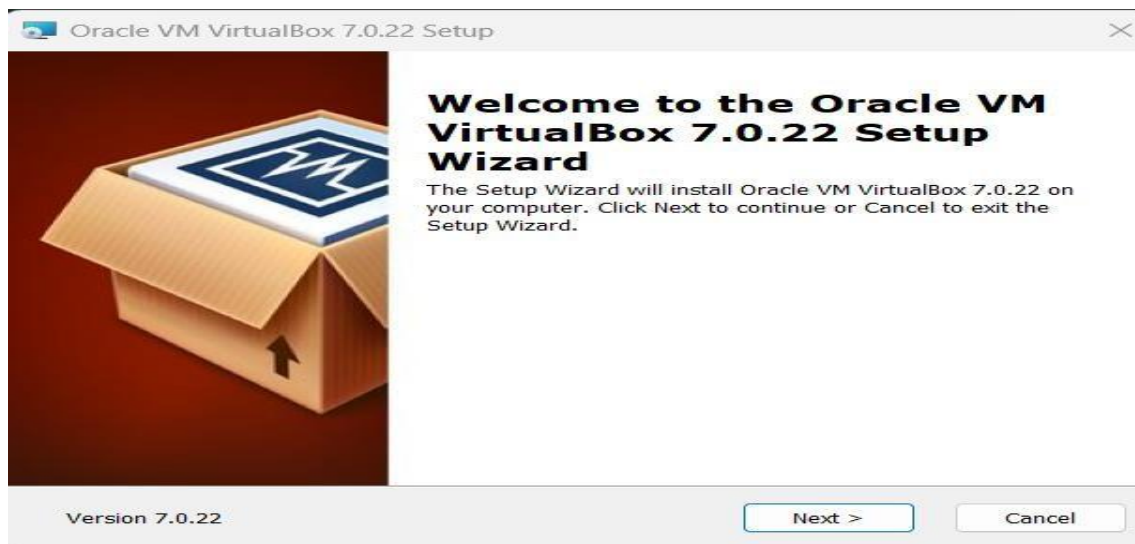 Oracle VM VirtualBox 7.0.22 Setup
Welcome to the Oracle VM
VirtualBox 7.0.22 Setup
Wizard
The Setup Wizard will install Oracle VM VirtualBox 7.0.22 on
your computer. Click Next to continue or Cancel to exit the
Setup Wizard.
Version 7.0.22
Next >
Cancel